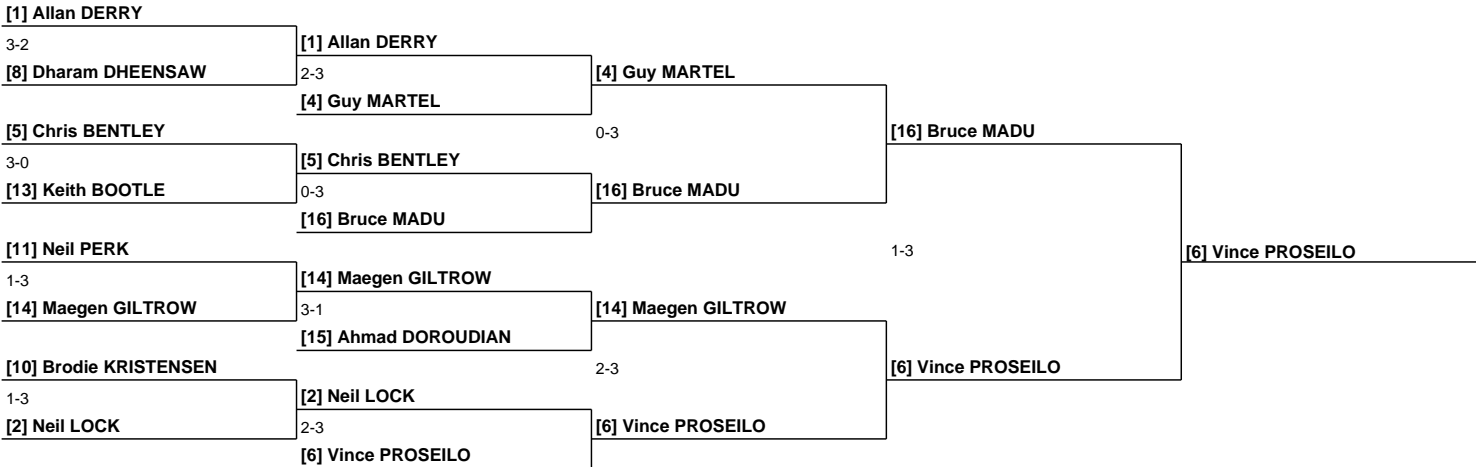 [1] Allan DERRY
3-2
[1] Allan DERRY
[8] Dharam DHEENSAW
2-3
[4] Guy MARTEL
[4] Guy MARTEL
[5] Chris BENTLEY
0-3
[16] Bruce MADU
3-0
[5] Chris BENTLEY
[13] Keith BOOTLE
0-3
[16] Bruce MADU
[16] Bruce MADU
[11] Neil PERK
1-3
[6] Vince PROSEILO
1-3
[14] Maegen GILTROW
[14] Maegen GILTROW
3-1
[14] Maegen GILTROW
[15] Ahmad DOROUDIAN
[10] Brodie KRISTENSEN
2-3
[6] Vince PROSEILO
1-3
[2] Neil LOCK
[2] Neil LOCK
2-3
[6] Vince PROSEILO
[6] Vince PROSEILO